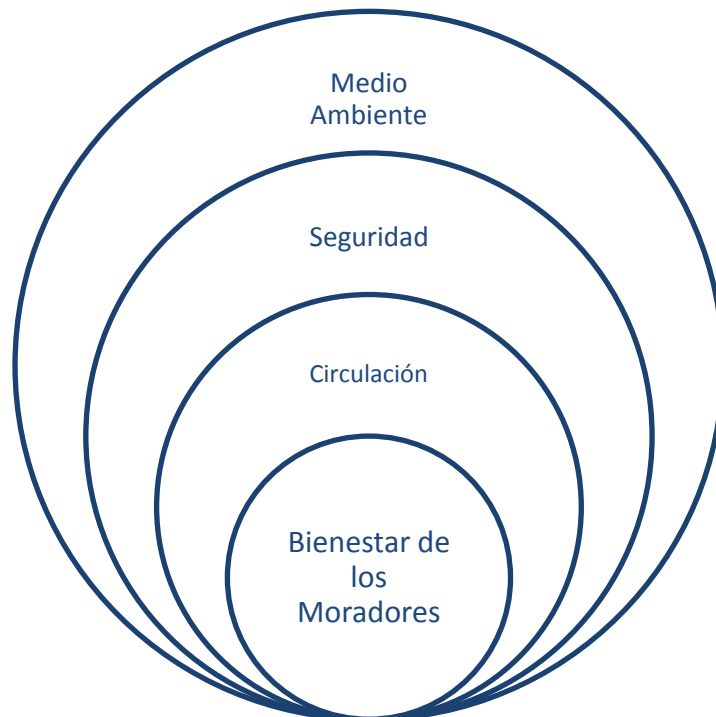 Medio
Ambiente
Seguridad
Circulación
Bienestar de
los
Moradores